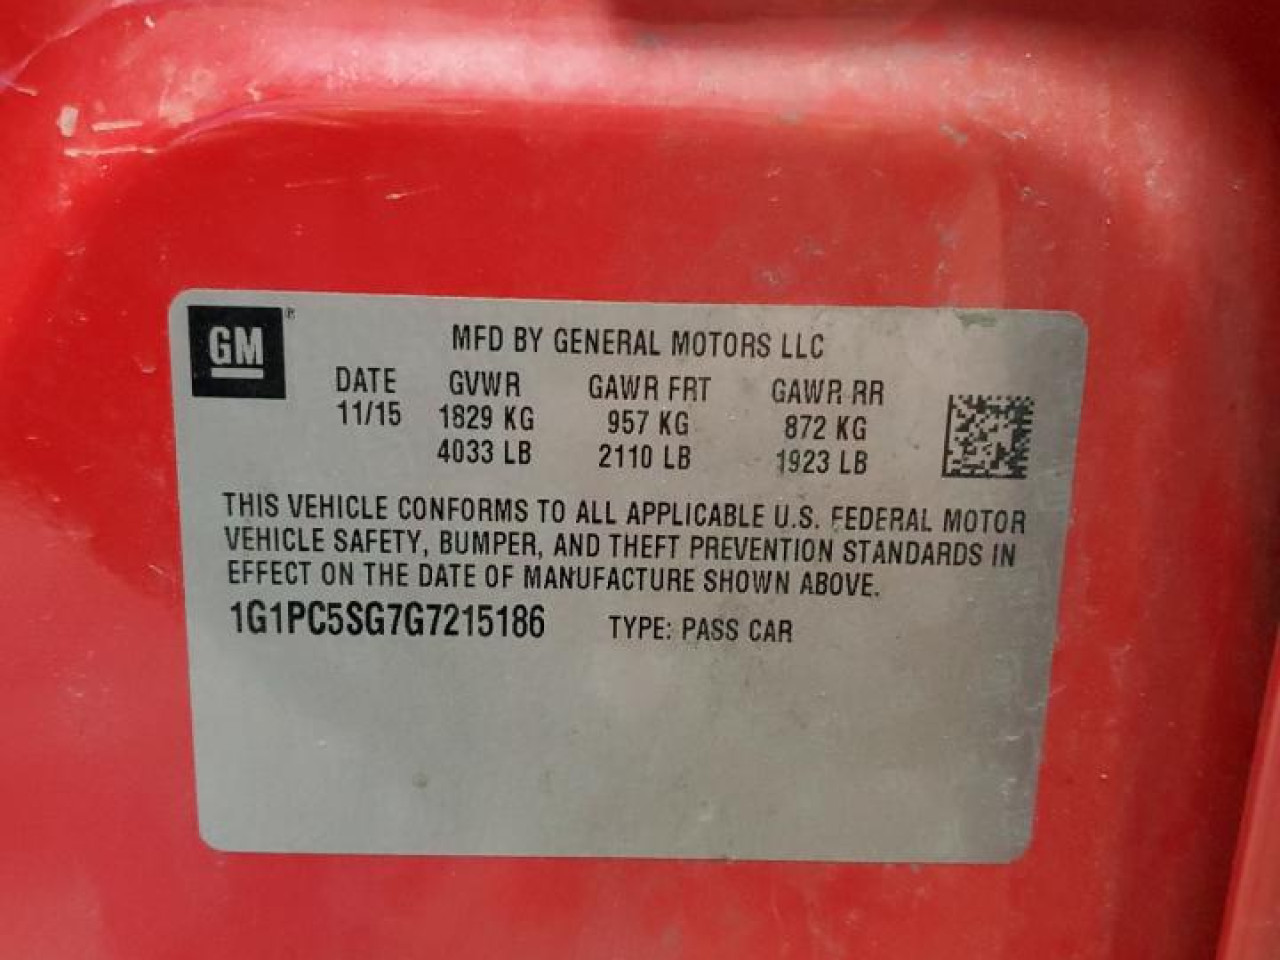 GM®
MFD BY GENERAL MOTORS LLC
DATE GVWR GAWR FRT GAWR RR
11/15 1829 KG 957 KG 872 KG
4033 LB 2110 LB 1923 LB
THIS VEHICLE CONFORMS TO ALL APPLICABLE U.S. FEDERAL MOTOR
VEHICLE SAFETY, BUMPER, AND THEFT PREVENTION STANDARDS IN
EFFECT ON THE DATE OF MANUFACTURE SHOWN ABOVE.
1G1PC5SG7G7215186 TYPE: PASS CAR